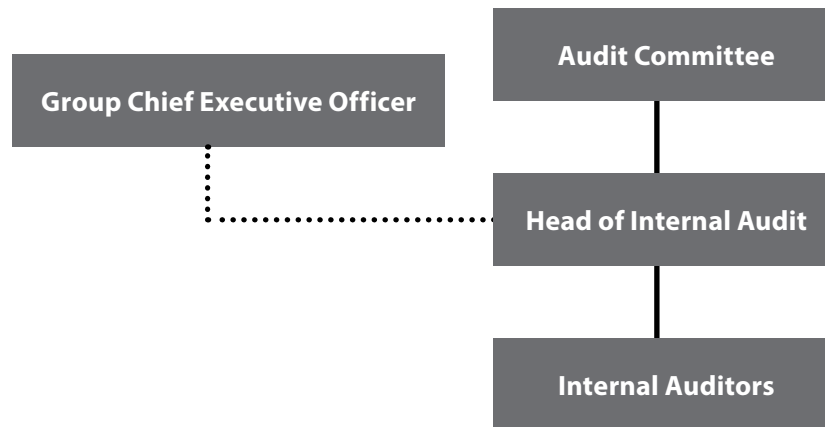 Audit Committee
Group Chief Executive Officer
Head of Internal Audit
Internal Auditors